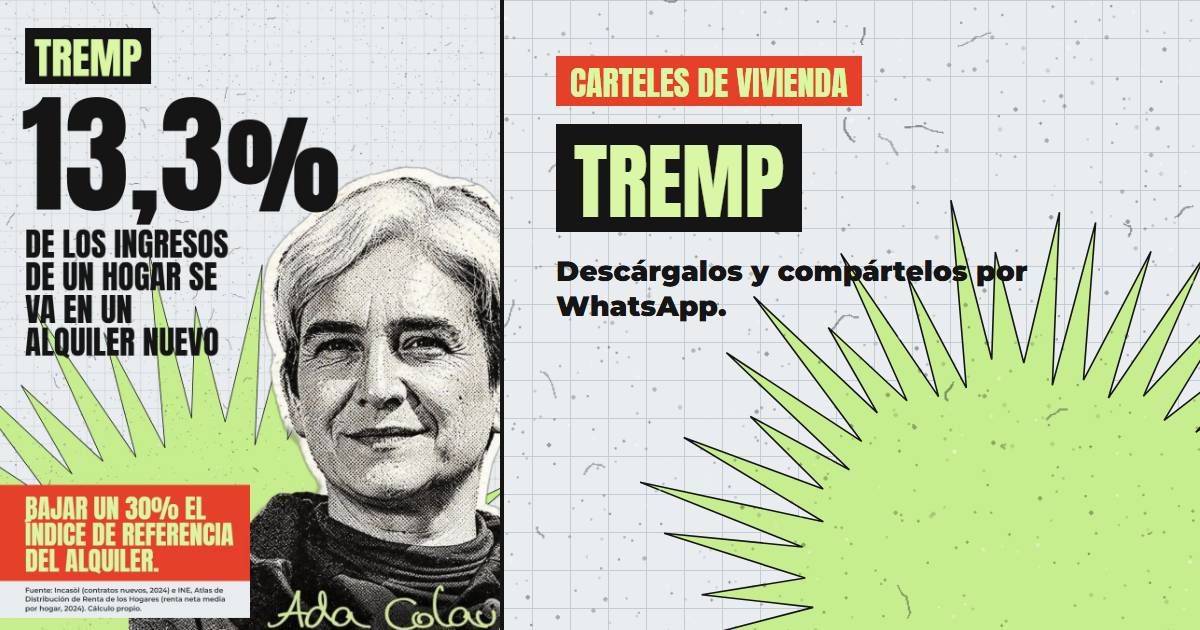 TREMP
13,3%
DE LOS INGRESOS
DE UN HOGAR SE
VA EN UN
ALQUILER NUEVO
BAJAR UN 30% EL
ÍNDICE DE REFERENCIA
DEL ALQUILER.
Fuente: Incasòl (contratos nuevos, 2024) e INE, Atlas de
Distribución de Renta de los Hogares (renta neta media
por hogar, 2024). Cálculo propio.
Ada Colau
CARTELES DE VIVIENDA
TREMP
Descárgalos y compártelos por
WhatsApp.